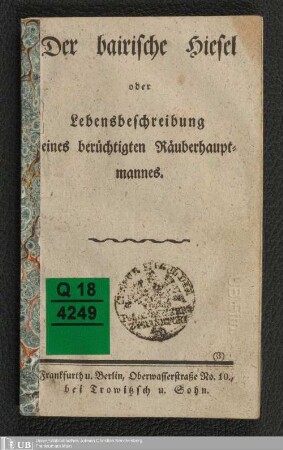 Der bairische Hiesel
oder
Lebensbeschreibung
eines berüchtigten Räuberhaupt-
mannes.
Q 18
4249
(3)
Frankfurth u. Berlin, Oberwasserstraße No. 10.,
bei Trowitzsch u. Sohn.
UB